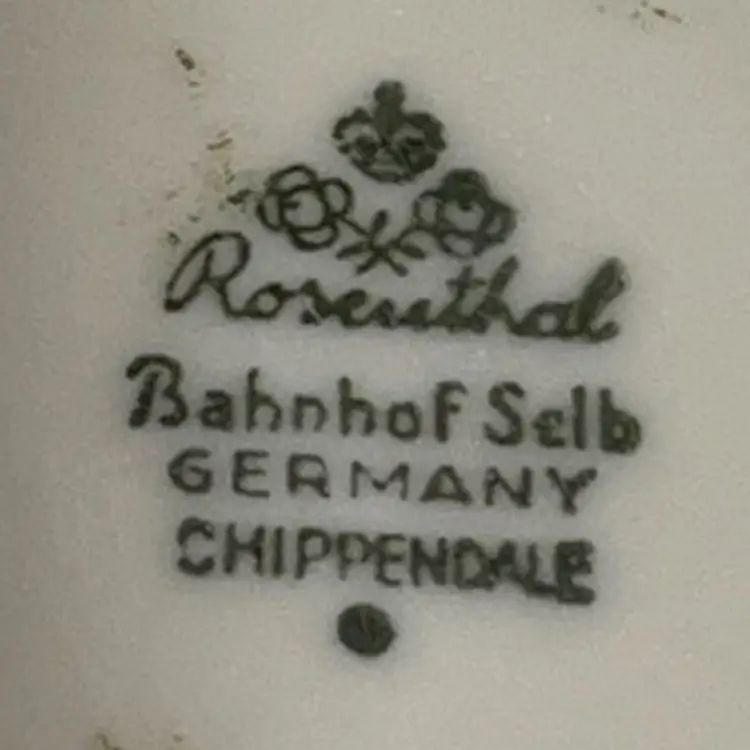 Rosenthal
Bahnhof Selb
GERMANY
CHIPPENDALE